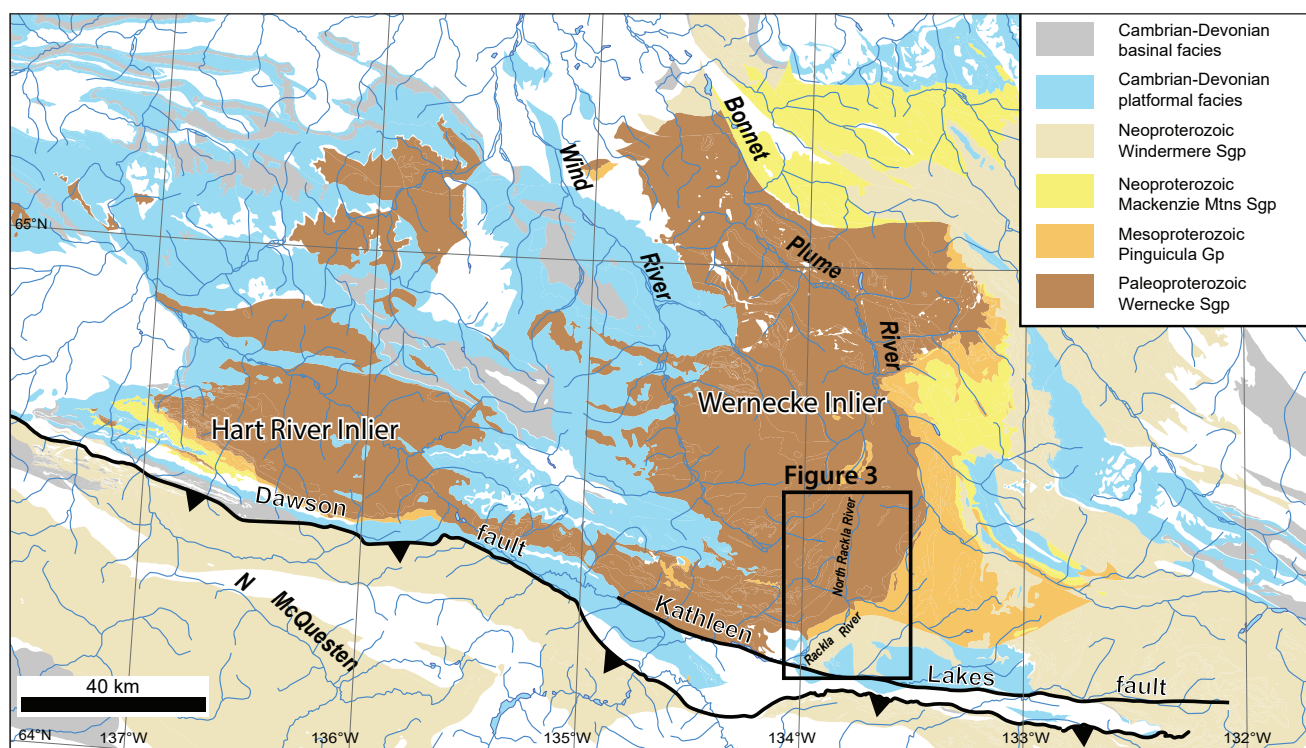 Cambrian-Devonian
basinal facies
Cambrian-Devonian
platformal facies
Neoproterozoic
Windermere Sgp
Neoproterozoic
Mackenzie Mtns Sgp
Mesoproterozoic
Pinguicula Gp
Paleoproterozoic
Wernecke Sgp
Bonnet
Plume
River
Wind
River
65°N
Wernecke Inlier
Hart River Inlier
Figure 3
North Rackla River
Rackla River
Dawson
fault
Kathleen
Lakes
fault
N McQuesten
40 km
64°N
137°W
136°W
135°W
134°W
133°W
132°W